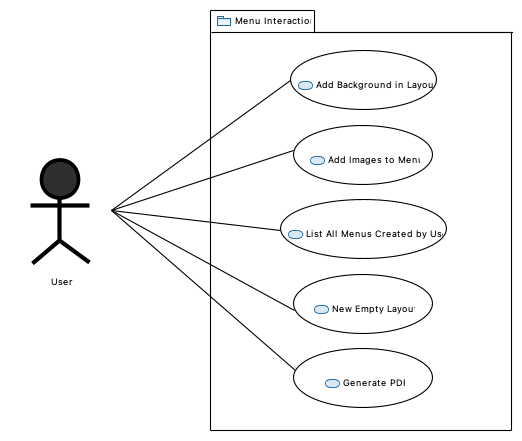 Menu Interaction
Add Background in Layou
Add Images to Menu
List All Menus Created by Us
New Empty Layou
Generate PDF
User